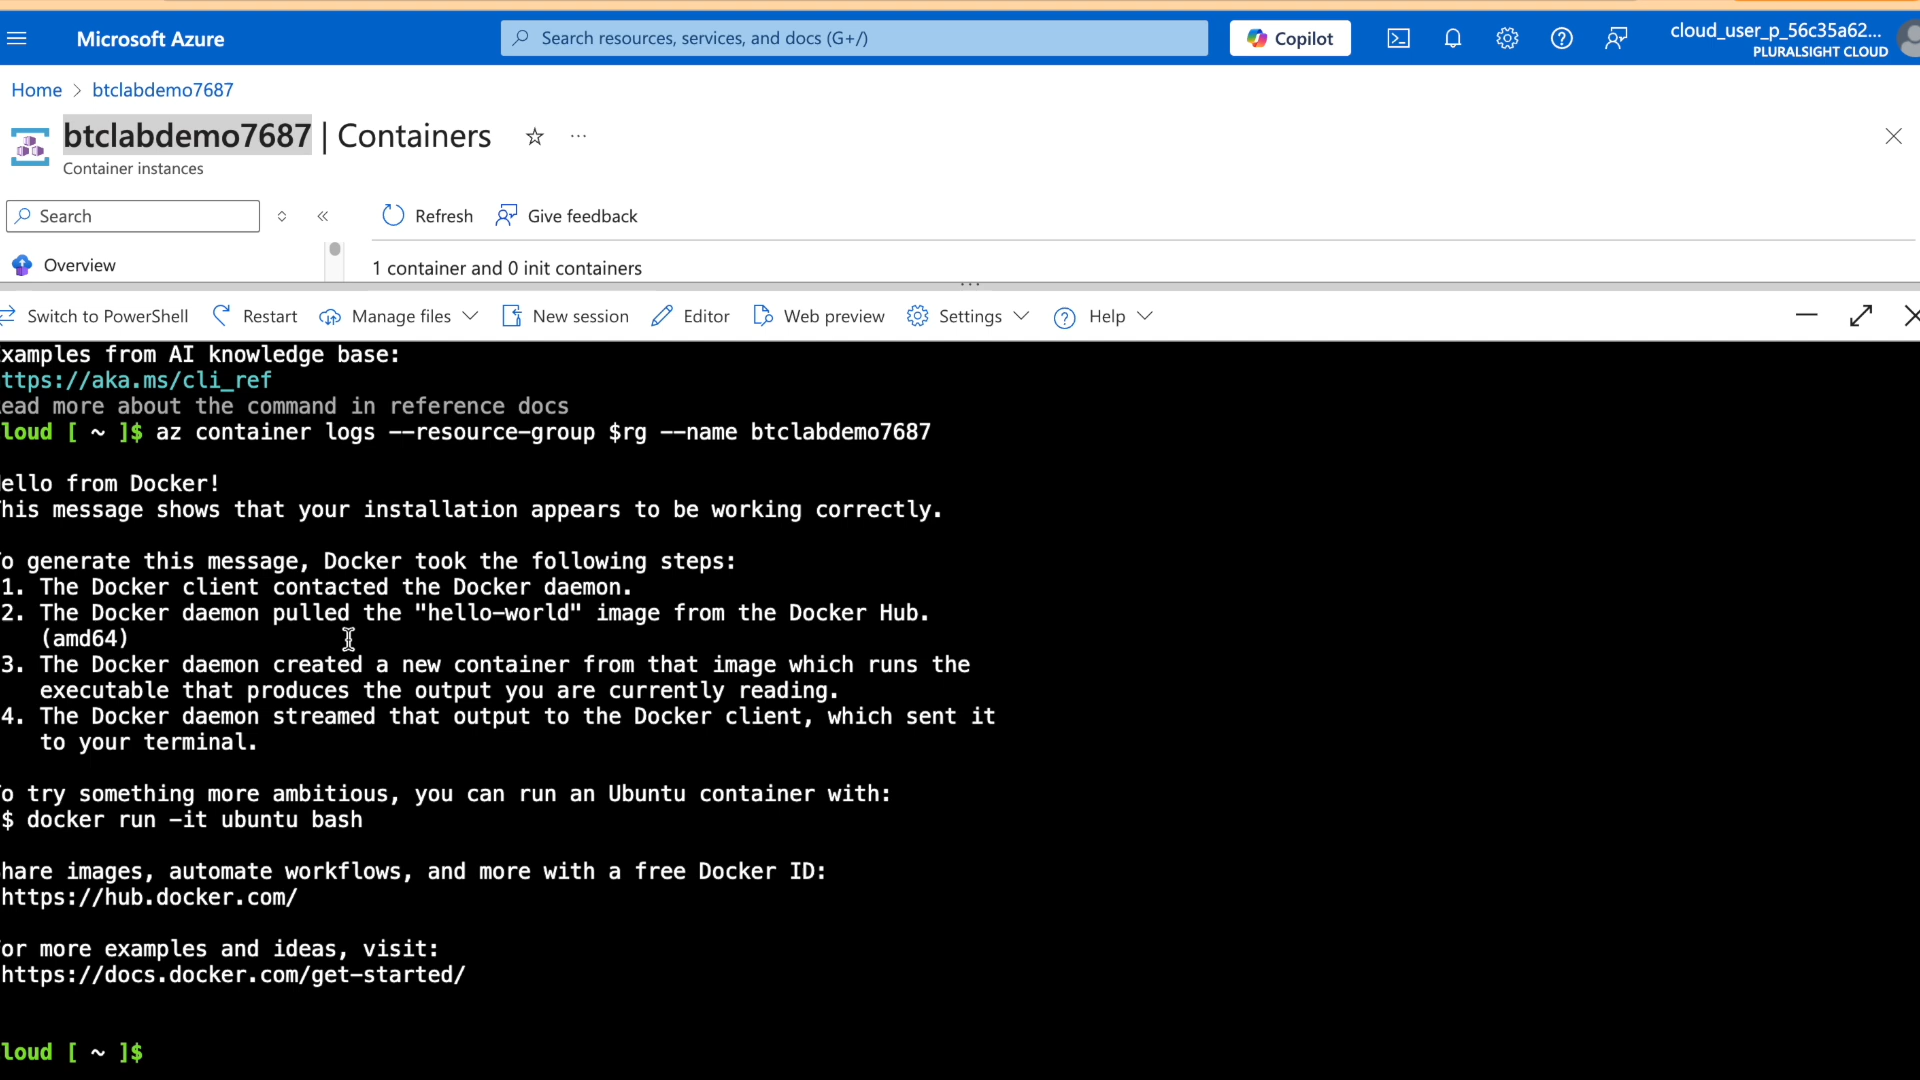 Microsoft Azure
Search resources, services, and docs (G+/)
Copilot
cloud_user_p_56c35a62...
PLURALSIGHT CLOUD
Home > btclabdemo7687
btclabdemo7687 | Containers
Container instances
Search
Refresh
Give feedback
Overview
1 container and 0 init containers
Switch to PowerShell
Restart
Manage files
New session
Editor
Web preview
Settings
Help
xamples from AI knowledge base:
ttps://aka.ms/cli_ref
ead more about the command in reference docs
loud [ ~ ]$ az container logs --resource-group $rg --name btclabdemo7687
ello from Docker!
his message shows that your installation appears to be working correctly.
o generate this message, Docker took the following steps:
1. The Docker client contacted the Docker daemon.
2. The Docker daemon pulled the "hello-world" image from the Docker Hub.
(amd64)
3. The Docker daemon created a new container from that image which runs the
executable that produces the output you are currently reading.
4. The Docker daemon streamed that output to the Docker client, which sent it
to your terminal.
o try something more ambitious, you can run an Ubuntu container with:
$ docker run -it ubuntu bash
hare images, automate workflows, and more with a free Docker ID:
https://hub.docker.com/
or more examples and ideas, visit:
https://docs.docker.com/get-started/
loud [ ~ ]$